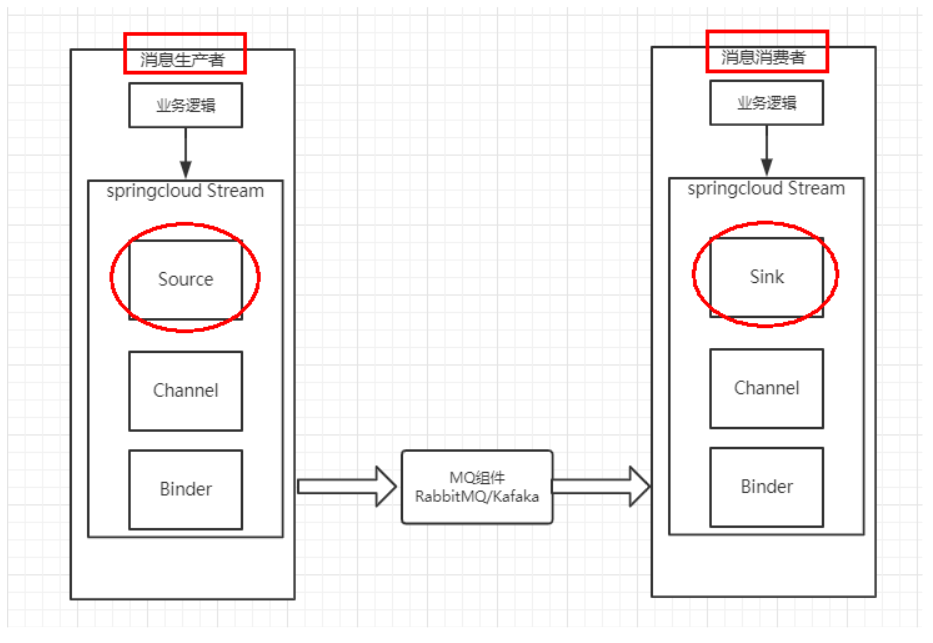 消息生产者
业务逻辑
springcloud Stream
Source
Channel
Binder
MQ组件
RabbitMQ/Kafaka
消息消费者
业务逻辑
springcloud Stream
Sink
Channel
Binder